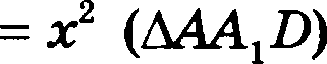 = x² (ΔAA₁D)